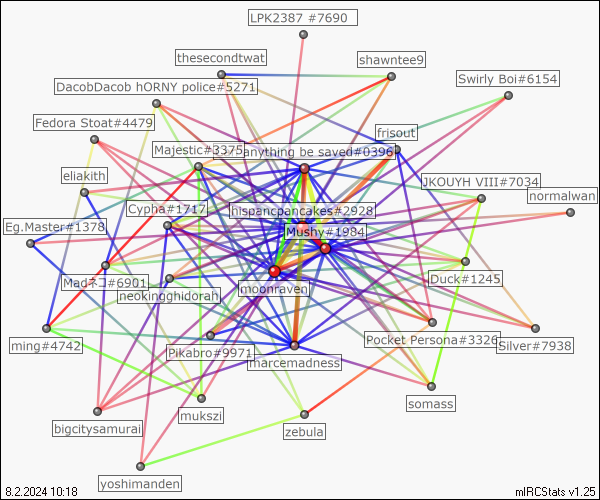 LPK2387 #7690
thesecondtwat
shawntee9
Swirly Boi#6154
DacobDacob hORNY police#5271
Fedora Stoat#4479
frisout
Majestic#3375
anything be saved#0396
eliakith
JKOUYH VIII#7034
normalwan
Cypha#1717
hispancpancakes#2928
Eg.Master#1378
Mushy#1984
Madネコ#6901
Duck#1245
neokingghidorah
moonraven
ming#4742
Pikabro#9971
marcemadness
Pocket Persona#3326
Silver#7938
mukszi
somass
bigcitysamurai
zebula
yoshimanden
8.2.2024 10:18
mIRCStats v1.25